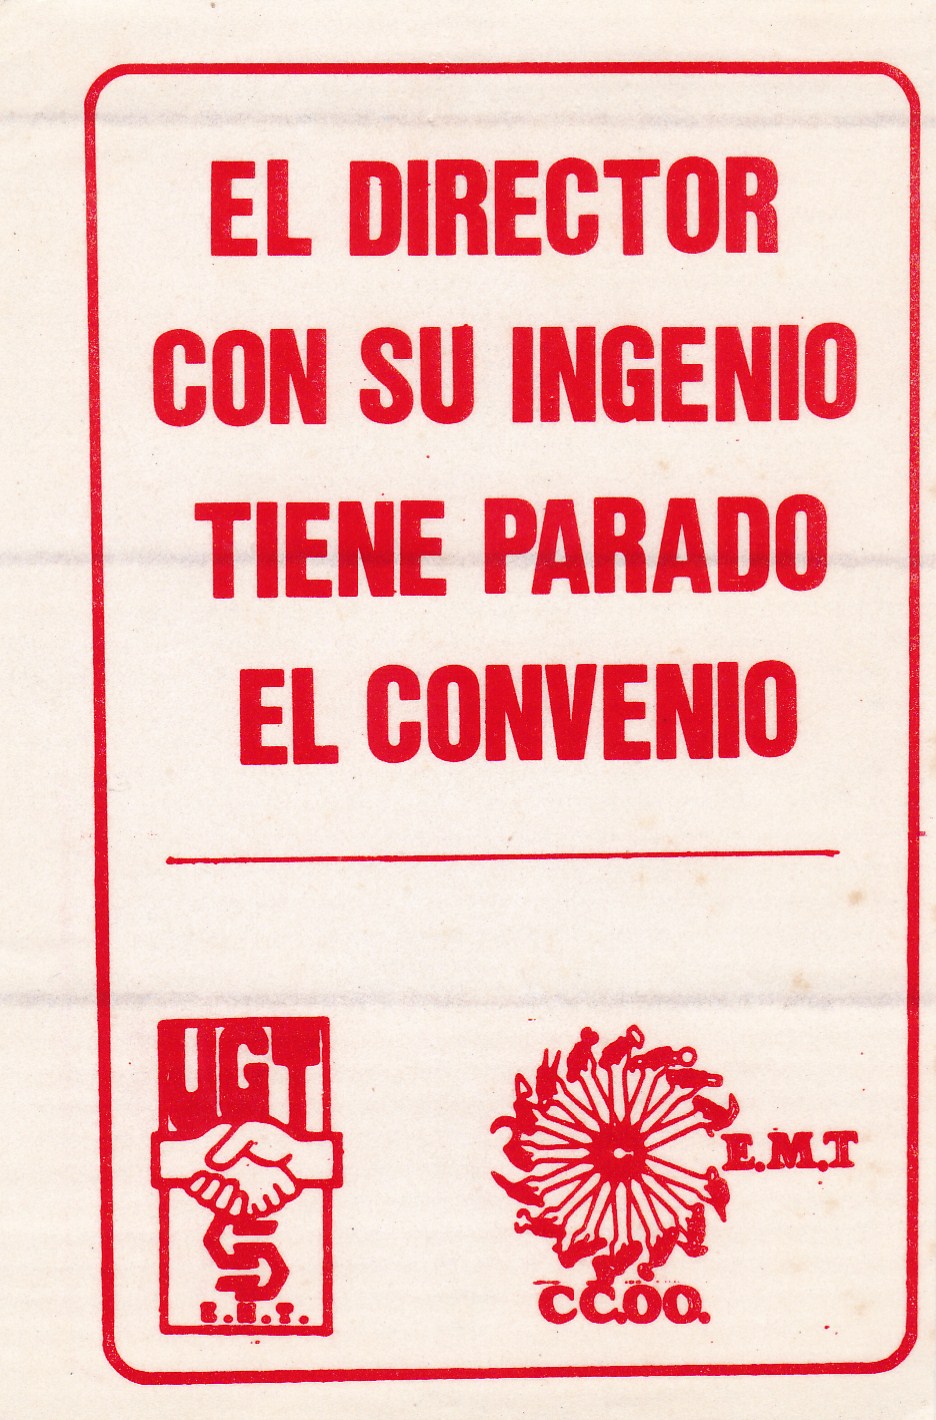 EL DIRECTOR
CON SU INGENIO
TIENE PARADO
EL CONVENIO
UGT
E.M.T.
E.M.T
CC.OO.